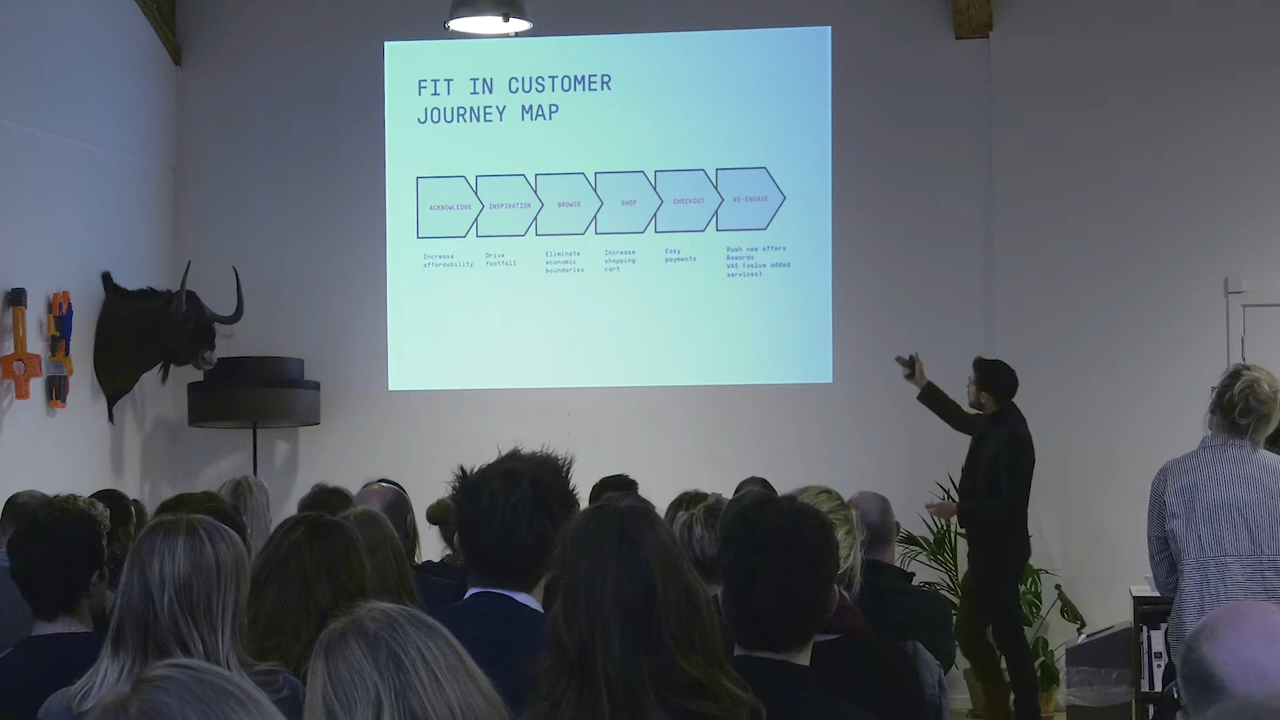 FIT IN CUSTOMER
JOURNEY MAP
ACKNOWLEDGE
INSPIRATION
BROWSE
SHOP
CHECKOUT
RE-ENGAGE
Increase
affordability
Drive
footfall
Eliminate
economic
boundaries
Increase
shopping
cart
Easy
payments
Push new offers
Rewards
VAS (value added
services)